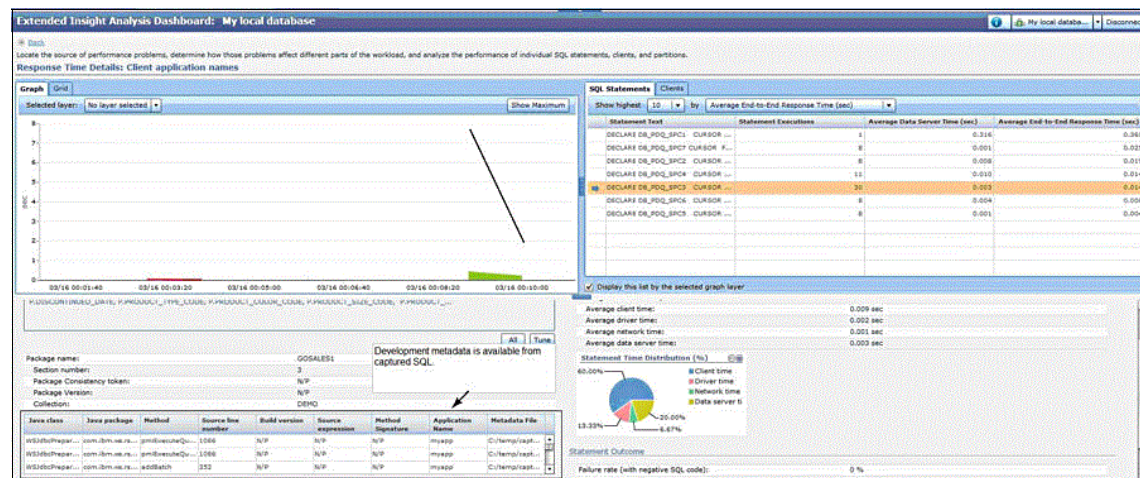 Extended Insight Analysis Dashboard: My local database
My local databa...
Disconnec
Back
Locate the source of performance problems, determine how those problems affect different parts of the workload, and analyze the performance of individual SQL statements, clients, and partitions.
Response Time Details: Client application names
Graph Grid
Selected layer: No layer selected
Show Maximum
8
7
6
5
4
3
2
1
0
sec
03/16 00:01:40 03/16 00:03:20 03/16 00:05:00 03/16 00:06:40 03/16 00:08:20 03/16 00:10:00
SQL Statements Clients
Show highest 10 by Average End-to-End Response Time (sec)
Statement Text Statement Executions Average Data Server Time (sec) Average End-to-End Response Time (sec)
DECLARE DB_PDQ_SPC1 CURSOR ... 1 0.316
DECLARE DB_PDQ_SPC7 CURSOR F... 8 0.001
DECLARE DB_PDQ_SPC2 CURSOR ... 8 0.008
DECLARE DB_PDQ_SPC4 CURSOR ... 11 0.010
DECLARE DB_PDQ_SPC3 CURSOR ... 30 0.003
DECLARE DB_PDQ_SPC6 CURSOR ... 8 0.004
DECLARE DB_PDQ_SPC5 CURSOR ... 8 0.001
Display this list by the selected graph layer
P.DISCONTINUED_DATE, P.PRODUCT_TYPE_CODE, P.PRODUCT_COLOR_CODE, P.PRODUCT_SIZE_CODE, P.PRODUCT_...
All Tune
Package name: GOSALES1
Section number: 3
Package Consistency token: N/P
Package Version: N/P
Collection: DEMO
Development metadata is available from
captured SQL.
Java class Java package Method Source line number Build version Source expression Method Signature Application Name Metadata File
WSJdbcPrepar... com.ibm.ws.rs... pmiExecuteQu... 1066 N/P N/P N/P myapp C:/temp/capt...
WSJdbcPrepar... com.ibm.ws.rs... pmiExecuteQu... 1066 N/P N/P N/P myapp C:/temp/capt...
WSJdbcPrepar... com.ibm.ws.rs... addBatch 352 N/P N/P N/P myapp C:/temp/capt...
Average client time: 0.009 sec
Average driver time: 0.002 sec
Average network time: 0.001 sec
Average data server time: 0.003 sec
Statement Time Distribution (%)
60.00%
20.00%
13.33%
6.67%
Client time
Driver time
Network time
Data server ti
Statement Outcome
Failure rate (with negative SQL code): 0 %